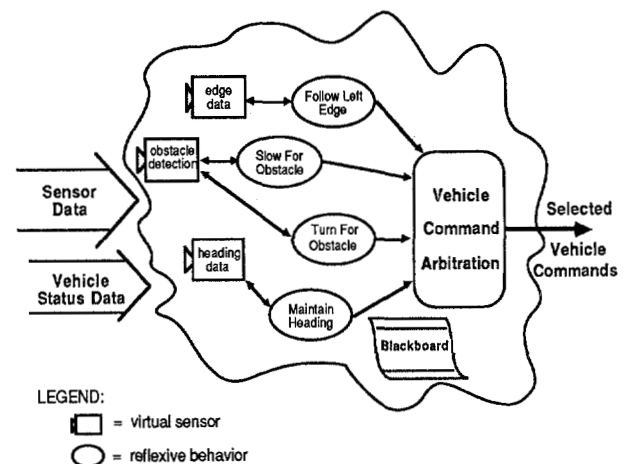 edge
data
Follow Left
Edge
obstacle
detection
Slow For
Obstacle
Sensor
Data
Vehicle
Command
Arbitration
Selected
Vehicle
Commands
Turn For
Obstacle
heading
data
Vehicle
Status Data
Maintain
Heading
Blackboard
LEGEND:
= virtual sensor
= reflexive behavior